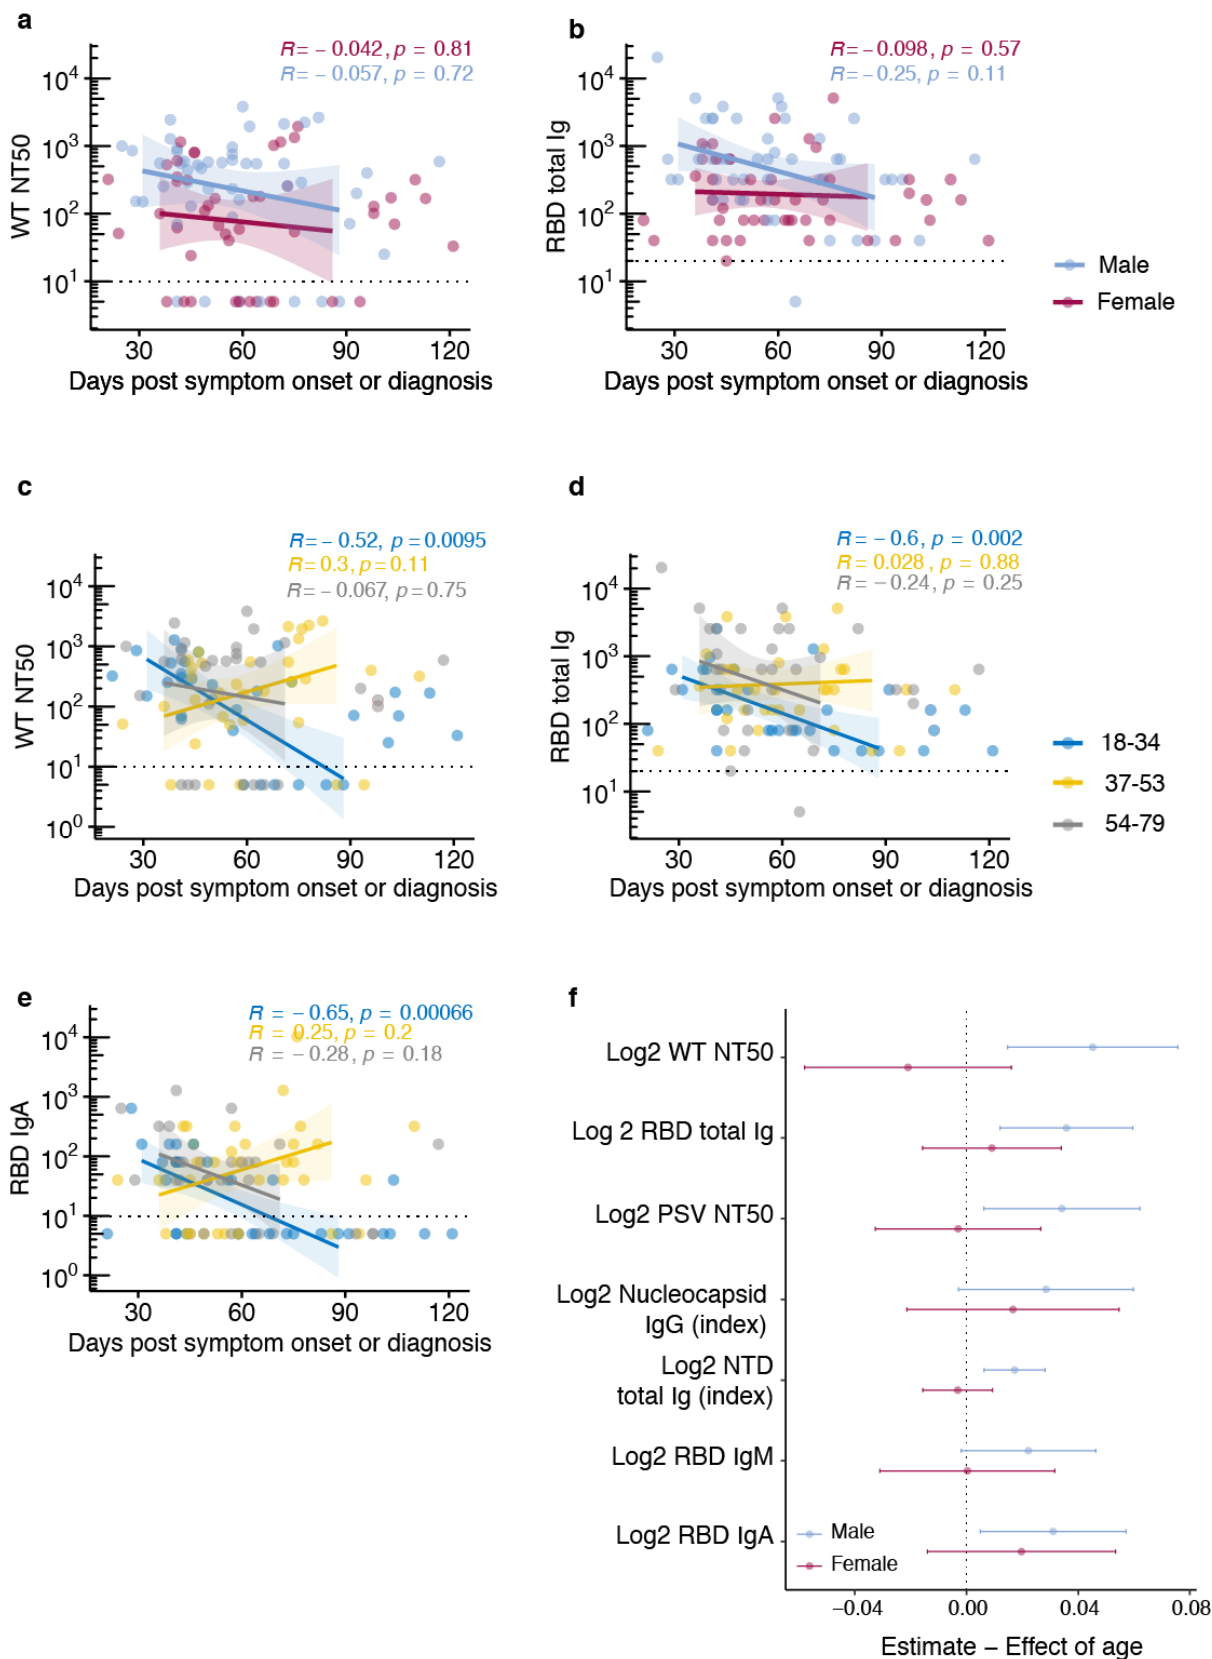 a
R= − 0.042, p = 0.81
R= − 0.057, p = 0.72
10⁴
10³
10²
10¹
WT NT50
30 60 90 120
Days post symptom onset or diagnosis
b
R= −0.098, p = 0.57
R= −0.25, p = 0.11
10⁴
10³
10²
10¹
RBD total Ig
30 60 90 120
Days post symptom onset or diagnosis
Male
Female
c
R= − 0.52, p = 0.0095
R= 0.3, p = 0.11
R= − 0.067, p = 0.75
10⁴
10³
10²
10¹
10⁰
WT NT50
30 60 90 120
Days post symptom onset or diagnosis
d
R= − 0.6, p = 0.002
R= 0.028, p = 0.88
R= −0.24, p = 0.25
10⁴
10³
10²
10¹
RBD total Ig
30 60 90 120
Days post symptom onset or diagnosis
18-34
37-53
54-79
e
R = − 0.65, p = 0.00066
R = 0.25, p = 0.2
R = − 0.28, p = 0.18
10⁴
10³
10²
10¹
10⁰
RBD IgA
30 60 90 120
Days post symptom onset or diagnosis
f
Log2 WT NT50
Log 2 RBD total Ig
Log2 PSV NT50
Log2 Nucleocapsid
IgG (index)
Log2 NTD
total Ig (index)
Log2 RBD IgM
Log2 RBD IgA
Male
Female
−0.04 0.00 0.04 0.08
Estimate − Effect of age